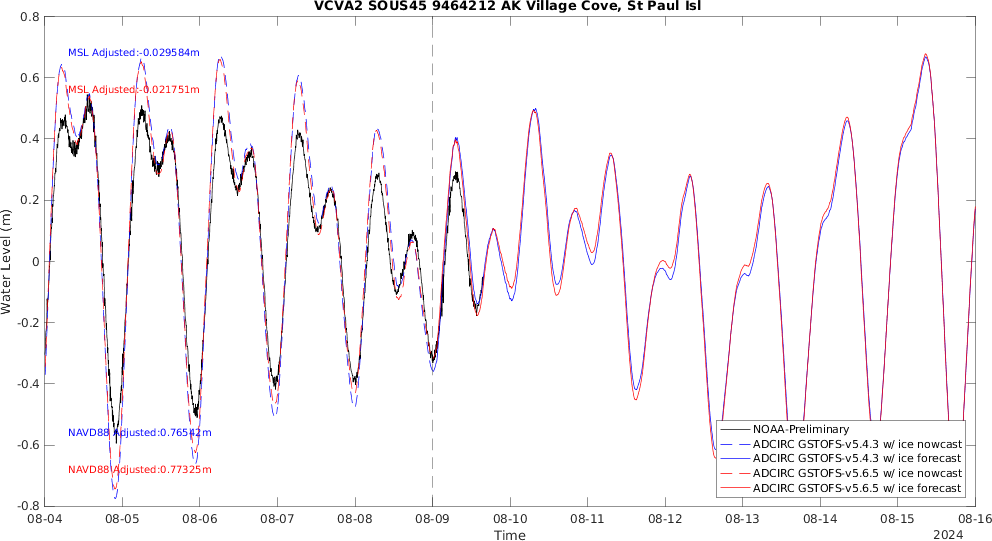 VCVA2 SOUS45 9464212 AK Village Cove, St Paul Isl
0.8
0.6
0.4
0.2
0
-0.2
-0.4
-0.6
-0.8
Water Level (m)
MSL Adjusted:-0.029584m
MSL Adjusted:-0.021751m
NAVD88 Adjusted:0.76542m
NAVD88 Adjusted:0.77325m
NOAA-Preliminary
ADCIRC GSTOFS-v5.4.3 w/ ice nowcast
ADCIRC GSTOFS-v5.4.3 w/ ice forecast
ADCIRC GSTOFS-v5.6.5 w/ ice nowcast
ADCIRC GSTOFS-v5.6.5 w/ ice forecast
08-04 08-05 08-06 08-07 08-08 08-09 08-10 08-11 08-12 08-13 08-14 08-15 08-16
Time
2024